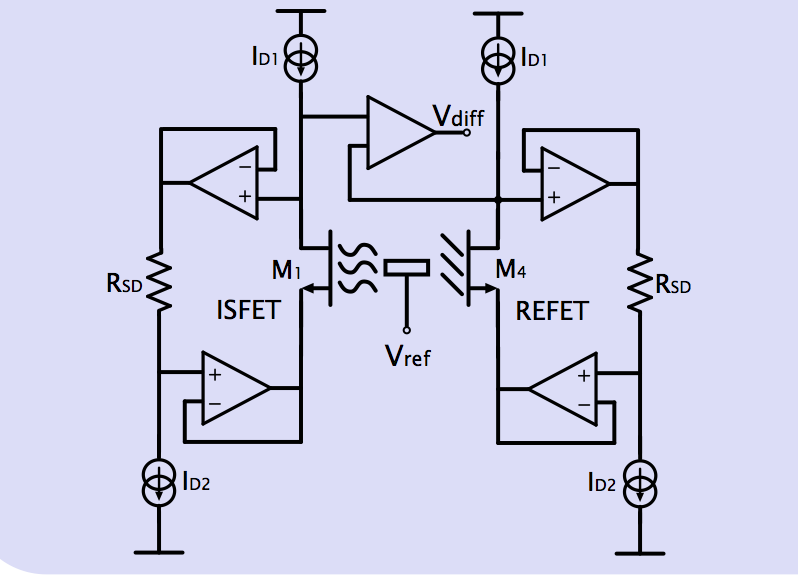 ID1
ID1
Vdiff
−
+
−
+
M1
M4
RSD
RSD
ISFET
REFET
Vref
+
−
+
−
ID2
ID2